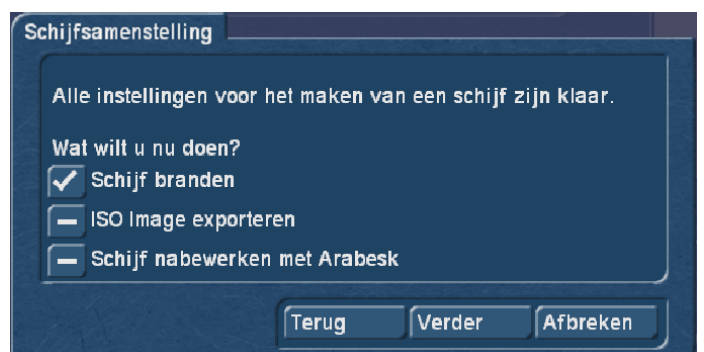 Schijfsamenstelling
Alle instellingen voor het maken van een schijf zijn klaar.
Wat wilt u nu doen?
Schijf branden
ISO Image exporteren
Schijf nabewerken met Arabesk
Terug Verder Afbreken